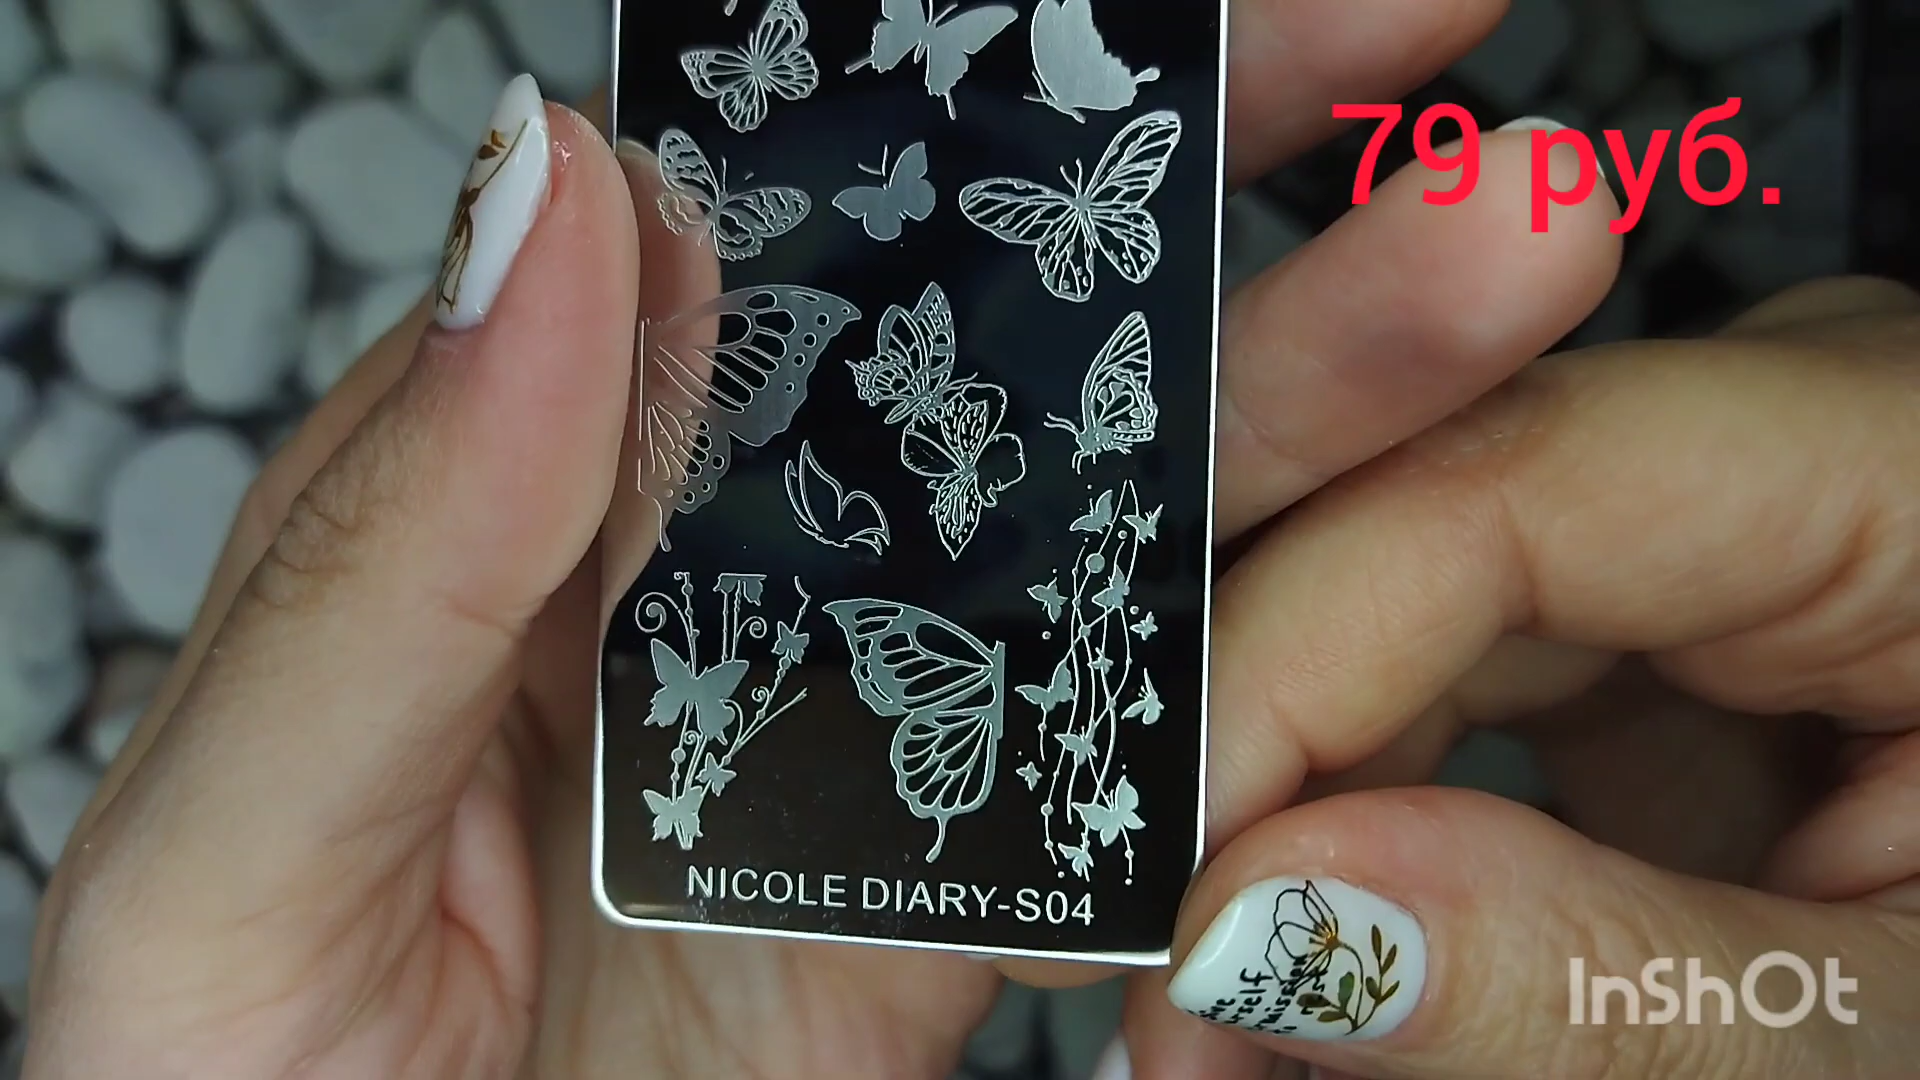 79 руб.
NICOLE DIARY-S04
InShOt